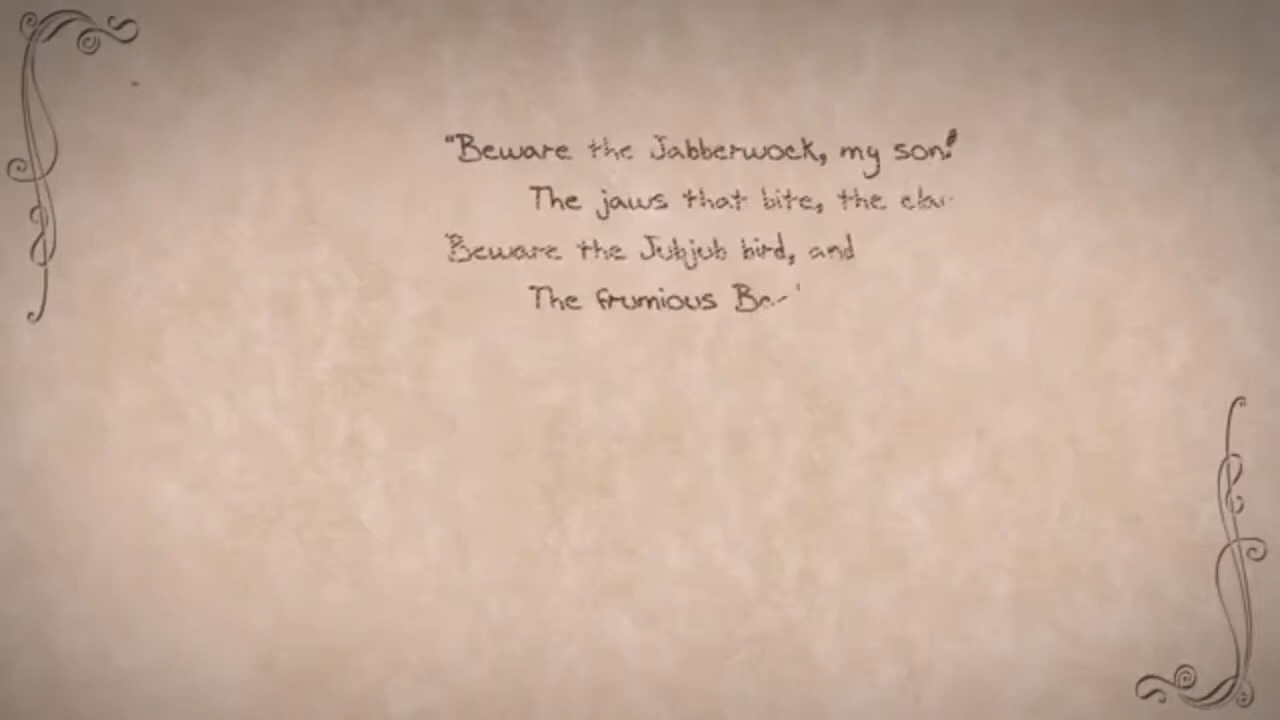 "Beware the Jabberwock, my son!
The jaws that bite, the
Beware the Jubjub bird, and
The frumious